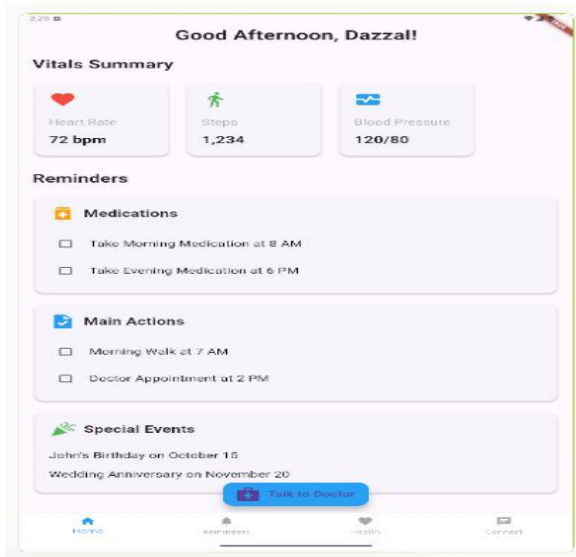 2:28
Good Afternoon, Dazzal!
Vitals Summary
Heart Rate
72 bpm
Steps
1,234
Blood Pressure
120/80
Reminders
Medications
Take Morning Medication at 8 AM
Take Evening Medication at 6 PM
Main Actions
Morning Walk at 7 AM
Doctor Appointment at 2 PM
Special Events
John's Birthday on October 15
Wedding Anniversary on November 20
Talk to Doctor
Home
Reminders
Health
Connect